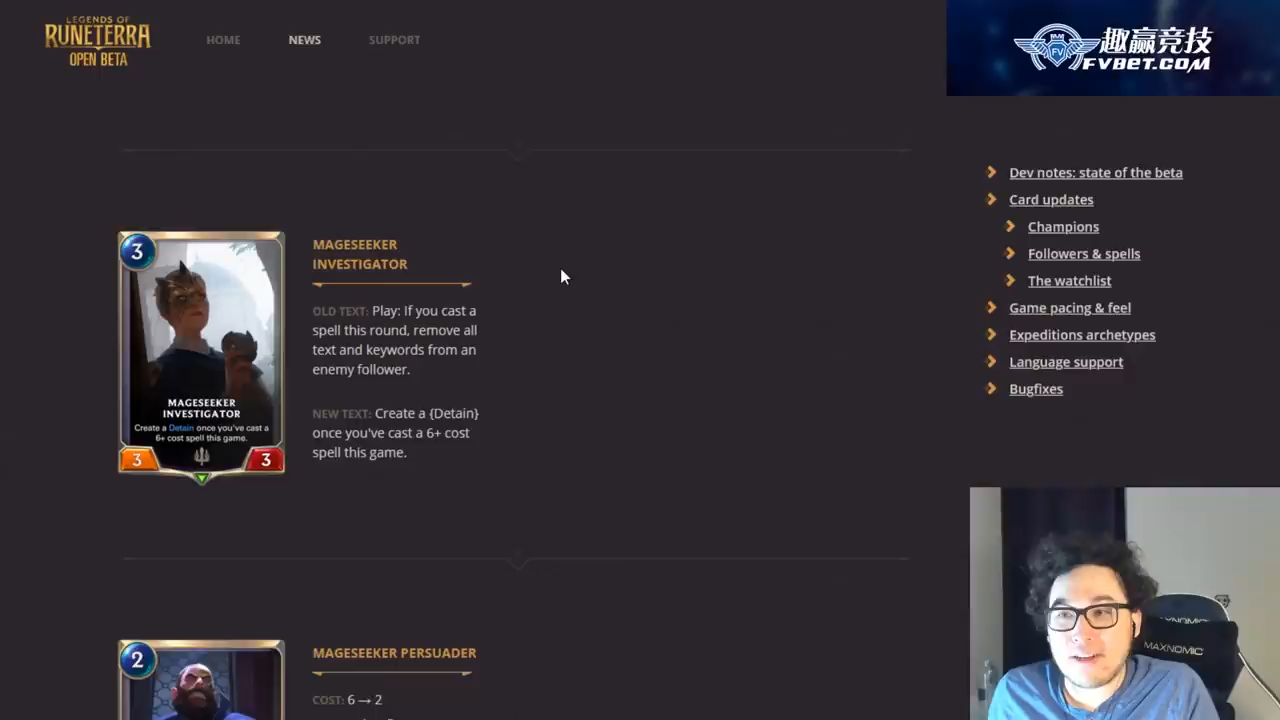 LEGENDS OF
RUNETERRA
OPEN BETA
HOME
NEWS
SUPPORT
趣赢竞技
FV
FVBET.COM
Dev notes: state of the beta
Card updates
Champions
Followers & spells
The watchlist
Game pacing & feel
Expeditions archetypes
Language support
Bugfixes
3
MAGESEEKER
INVESTIGATOR
Create a Detain once you've cast a
6+ cost spell this game.
3
3
MAGESEEKER
INVESTIGATOR
OLD TEXT: Play: If you cast a
spell this round, remove all
text and keywords from an
enemy follower.
NEW TEXT: Create a {Detain}
once you've cast a 6+ cost
spell this game.
2
MAGESEEKER PERSUADER
COST: 6 → 2
MAXNOMIC
MAXNOMIC